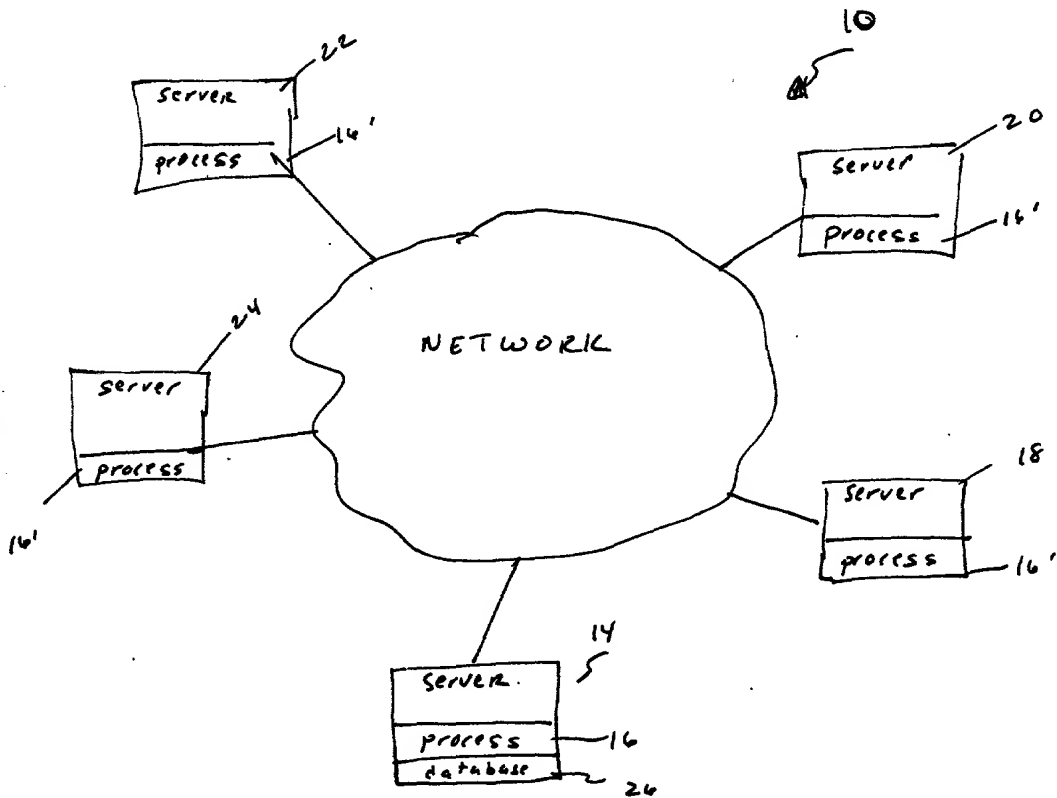 10
22
server
16'
process
20
server
16'
process
NETWORK
24
server
process
16'
18
server
process
16'
14
server.
process
16
database
26